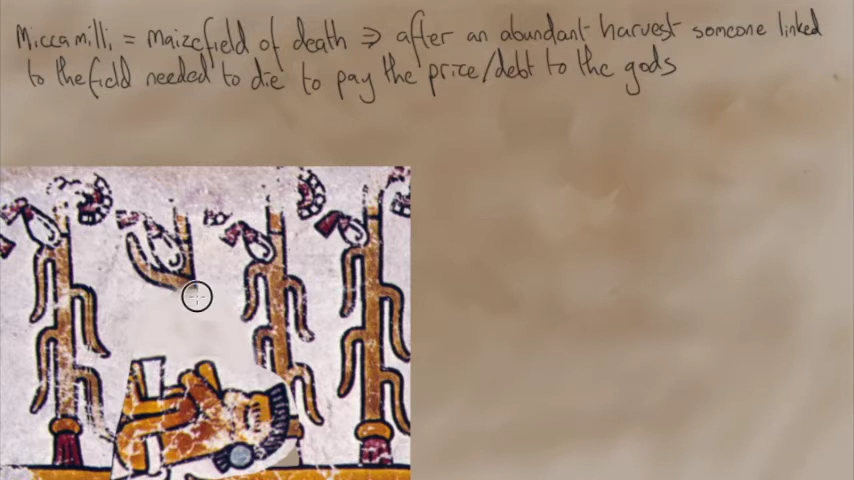 Miccamilli = maizefield of death ⇒ after an abundant harvest someone linked
to the field needed to die to pay the price/debt to the gods